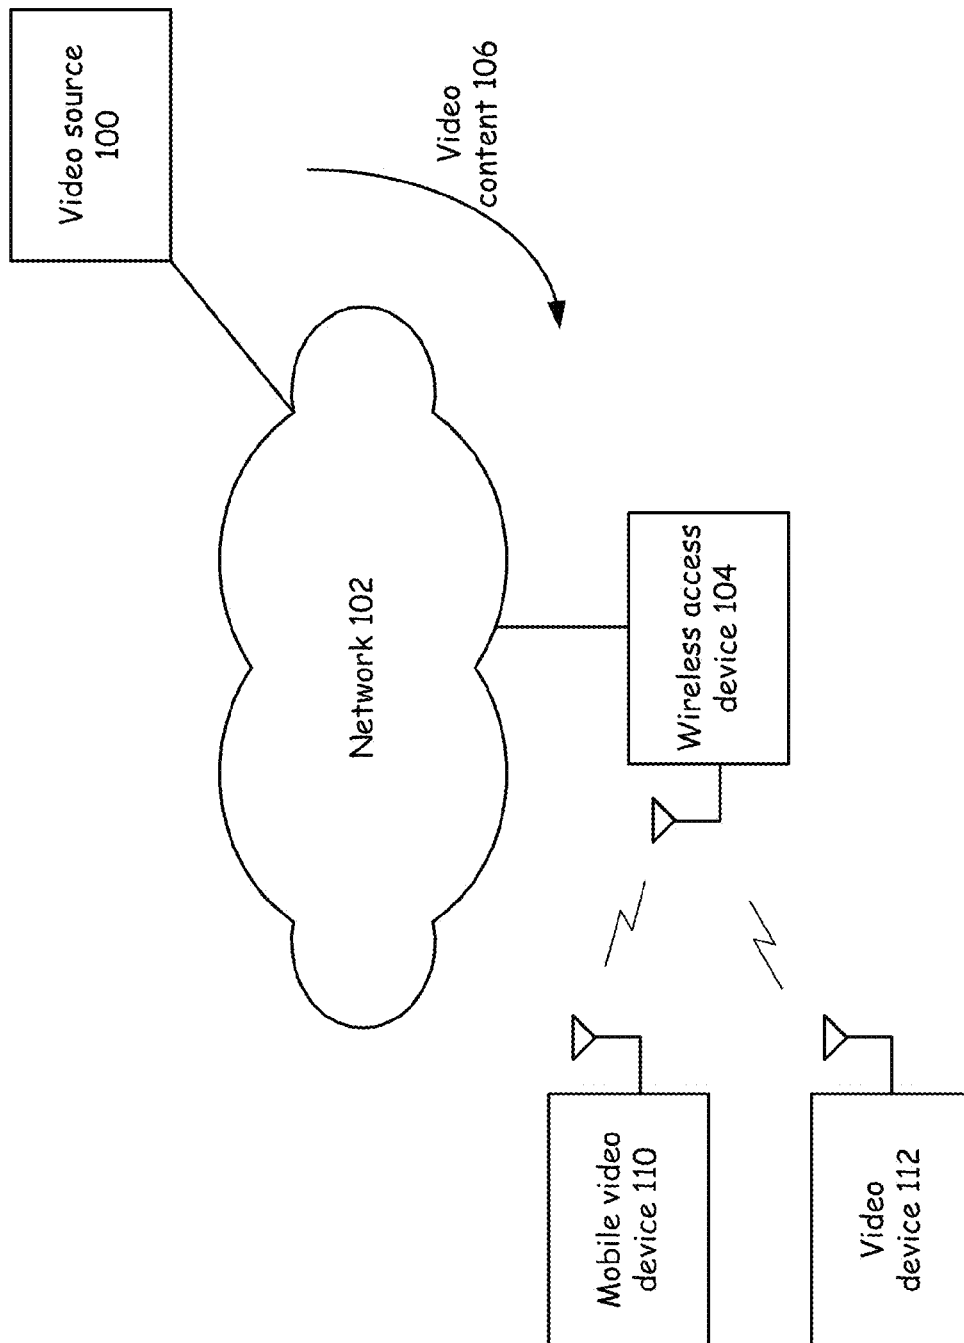 Video source
100
Video
content 106
Network 102
Wireless access
device 104
Mobile video
device 110
Video
device 112